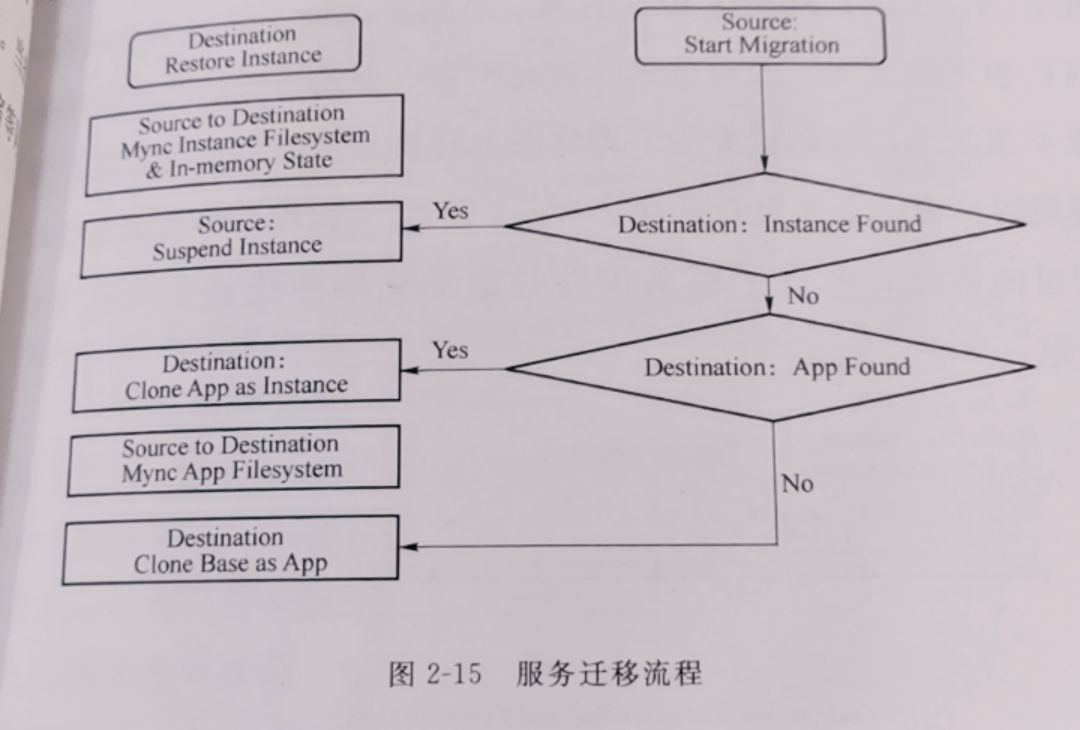 Destination
Restore Instance
Source to Destination
Mync Instance Filesystem
& In-memory State
Source:
Suspend Instance
Destination:
Clone App as Instance
Source to Destination
Mync App Filesystem
Destination
Clone Base as App
Source:
Start Migration
Yes
Destination: Instance Found
No
Yes
Destination: App Found
No
图 2-15 服务迁移流程